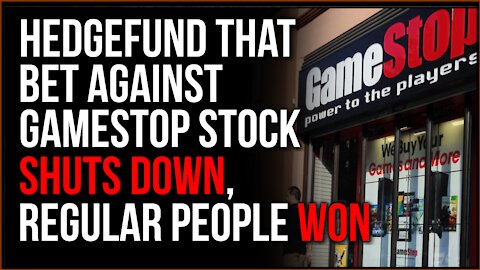 HEDGEFUND THAT
BET AGAINST
GAMESTOP STOCK
SHUTS DOWN,
REGULAR PEOPLE WON
GameStop
power to the players
We Buy Your
Games and More
GameStop